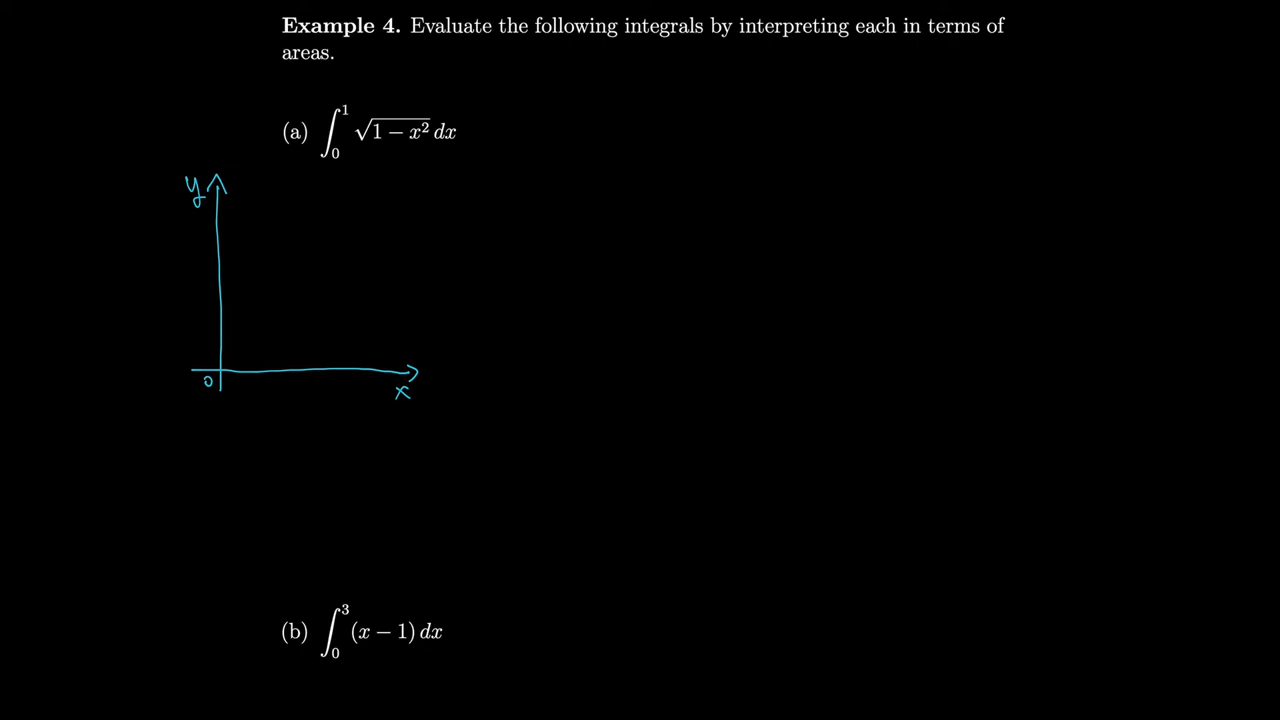 Example 4. Evaluate the following integrals by interpreting each in terms of
areas.
(a) ∫₀¹ √(1 − x²) dx
y
0
x
(b) ∫₀³ (x − 1) dx